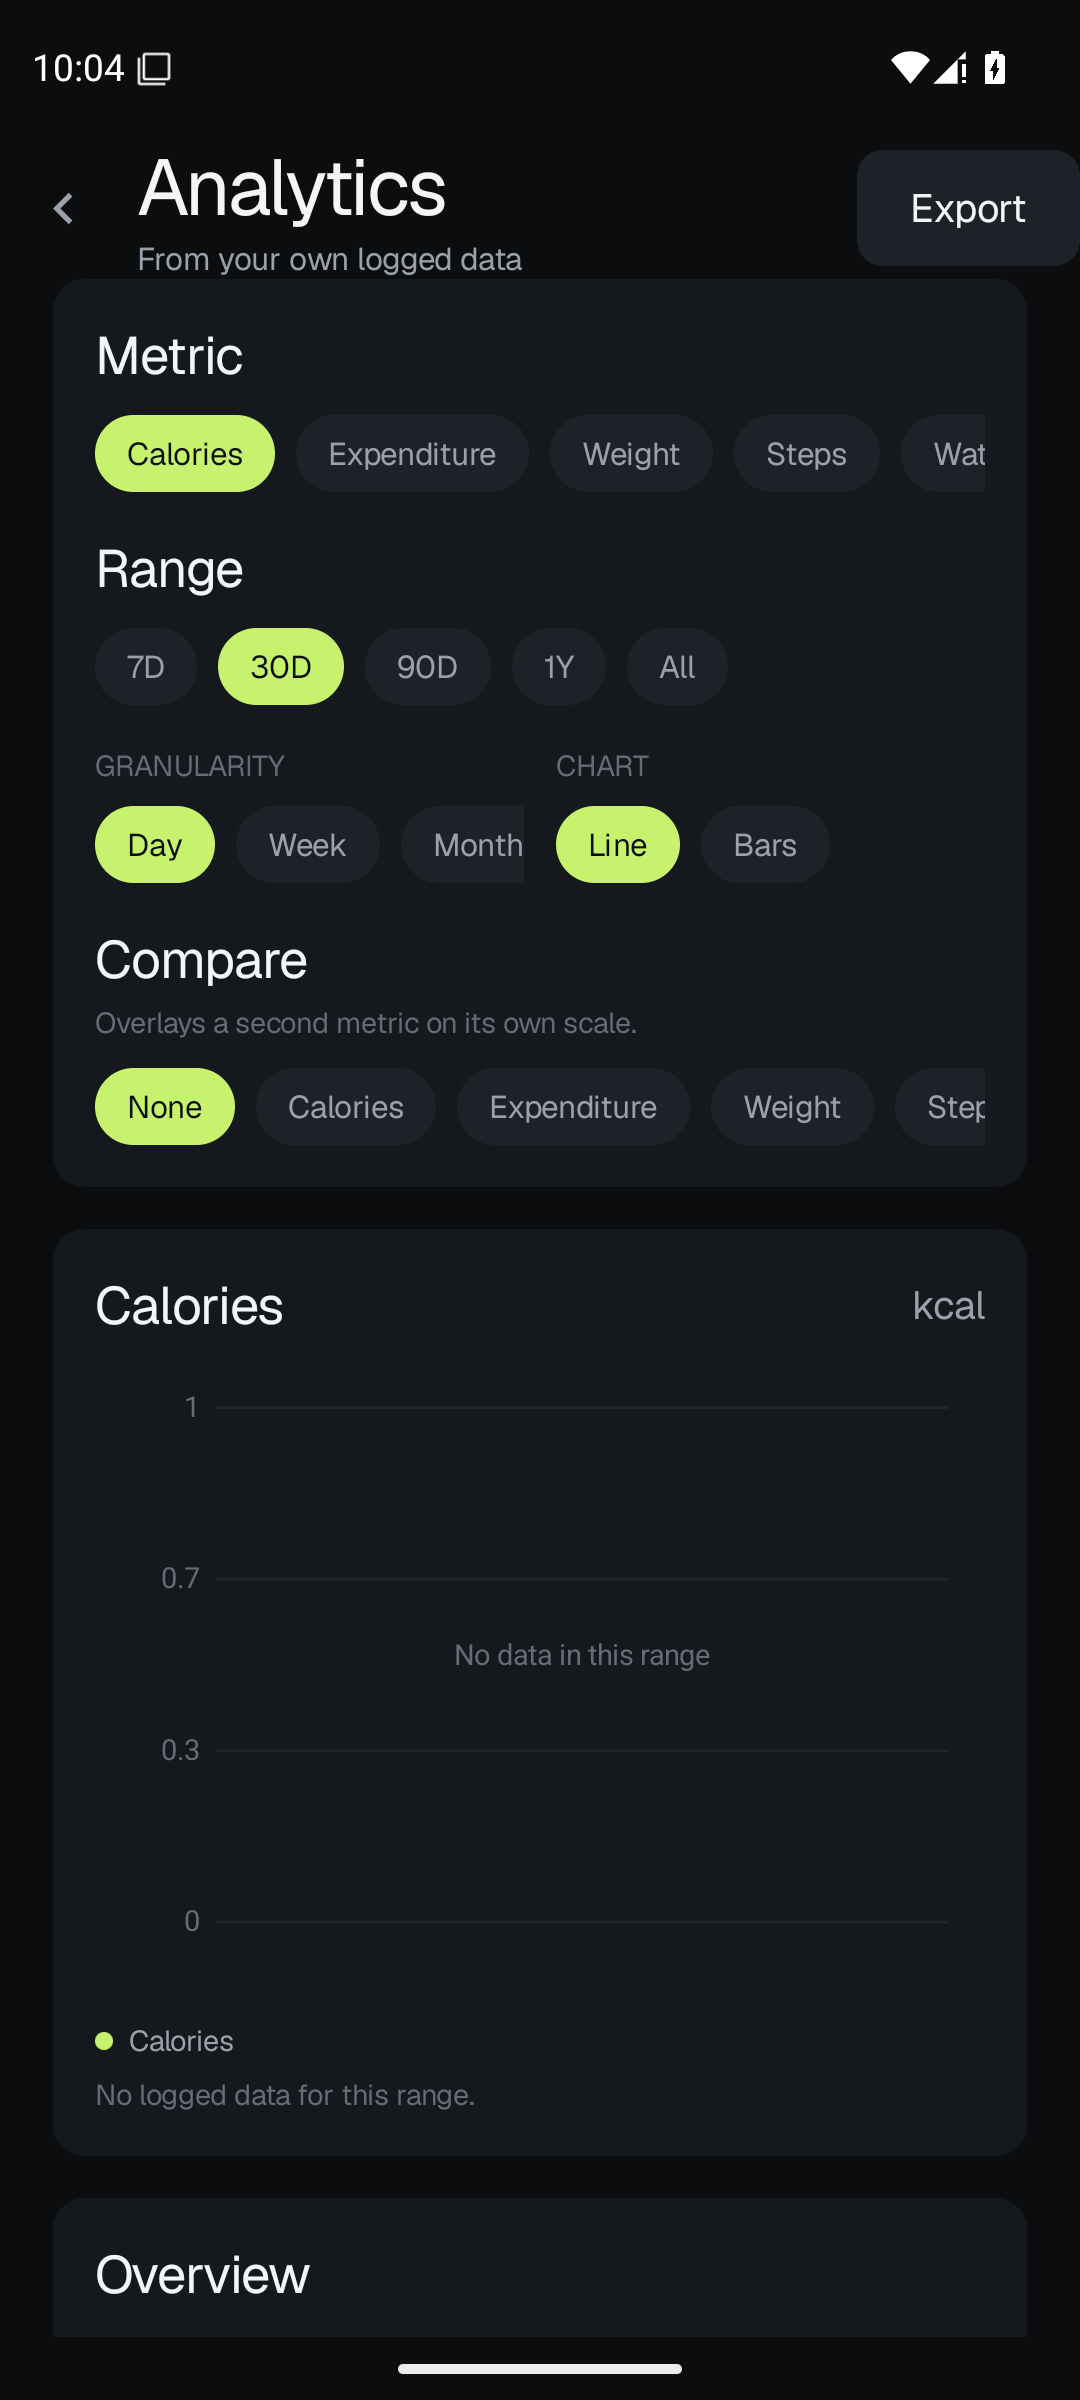 10:04
Analytics
From your own logged data
Export
Metric
Calories Expenditure Weight Steps Wat
Range
7D 30D 90D 1Y All
GRANULARITY CHART
Day Week Month Line Bars
Compare
Overlays a second metric on its own scale.
None Calories Expenditure Weight Step
Calories kcal
1
0.7
No data in this range
0.3
0
Calories
No logged data for this range.
Overview